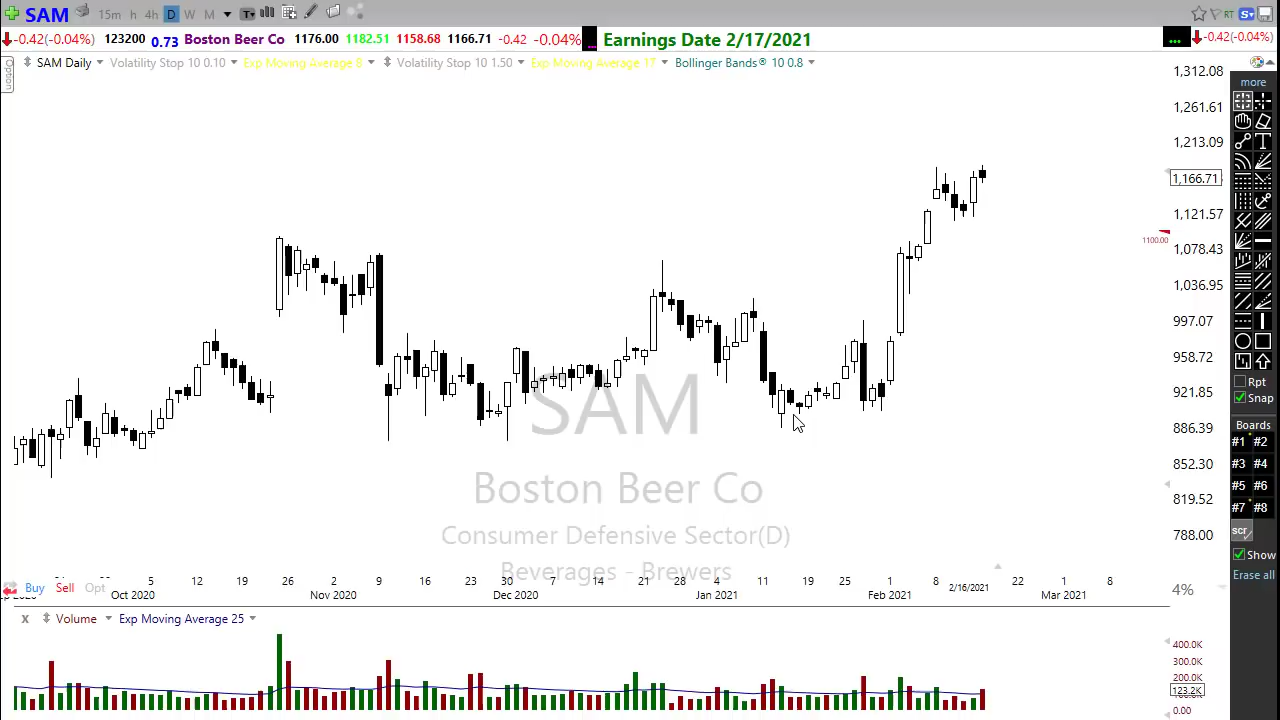 SAM 15m h 4h D W M RT S
-0.42(-0.04%) 123200 0.73 Boston Beer Co 1176.00 1182.51 1158.68 1166.71 -0.42 -0.04% ... Earnings Date 2/17/2021 ... -0.42(-0.04%)
Option
SAM Daily Volatility Stop 10 0.10 Exp Moving Average 8 Volatility Stop 10 1.50 Exp Moving Average 17 Bollinger Bands® 10 0.8
1,312.08
1,261.61
1,213.09
1,166.71
1,121.57
1100.00
1,078.43
1,036.95
997.07
958.72
921.85
886.39
852.30
819.52
788.00
more
T
Rpt
Snap
Boards
#1 #2
#3 #4
#5 #6
#7 #8
scr
Show
Erase all
SAM
Boston Beer Co
Consumer Defensive Sector(D)
Beverages - Brewers
5 12 19 26 2 9 16 23 30 7 14 21 28 4 11 19 25 1 8 2/16/2021 22 1 8
Buy Sell Opt
Oct 2020 Nov 2020 Dec 2020 Jan 2021 Feb 2021 Mar 2021
4%
x Volume Exp Moving Average 25
400.0K
300.0K
200.0K
123.2K
0.00